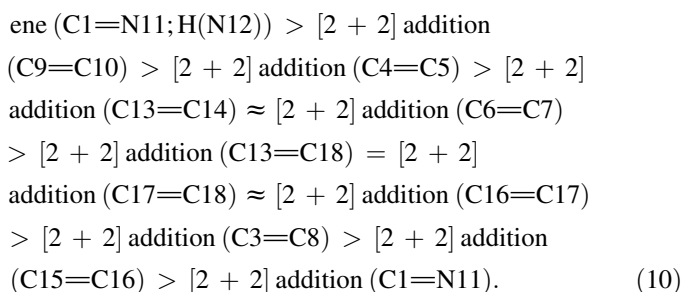 ene (C1=N11; H(N12)) > [2 + 2] addition
(C9=C10) > [2 + 2] addition (C4=C5) > [2 + 2]
addition (C13=C14) ≈ [2 + 2] addition (C6=C7)
> [2 + 2] addition (C13=C18) = [2 + 2]
addition (C17=C18) ≈ [2 + 2] addition (C16=C17)
> [2 + 2] addition (C3=C8) > [2 + 2] addition
(C15=C16) > [2 + 2] addition (C1=N11). (10)